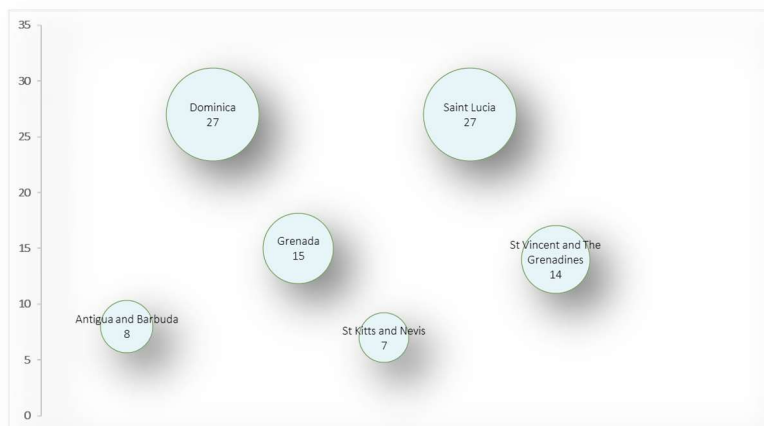 35
30
25
20
15
10
5
0
Dominica
27
Saint Lucia
27
Grenada
15
St Vincent and The
Grenadines
14
Antigua and Barbuda
8
St Kitts and Nevis
7